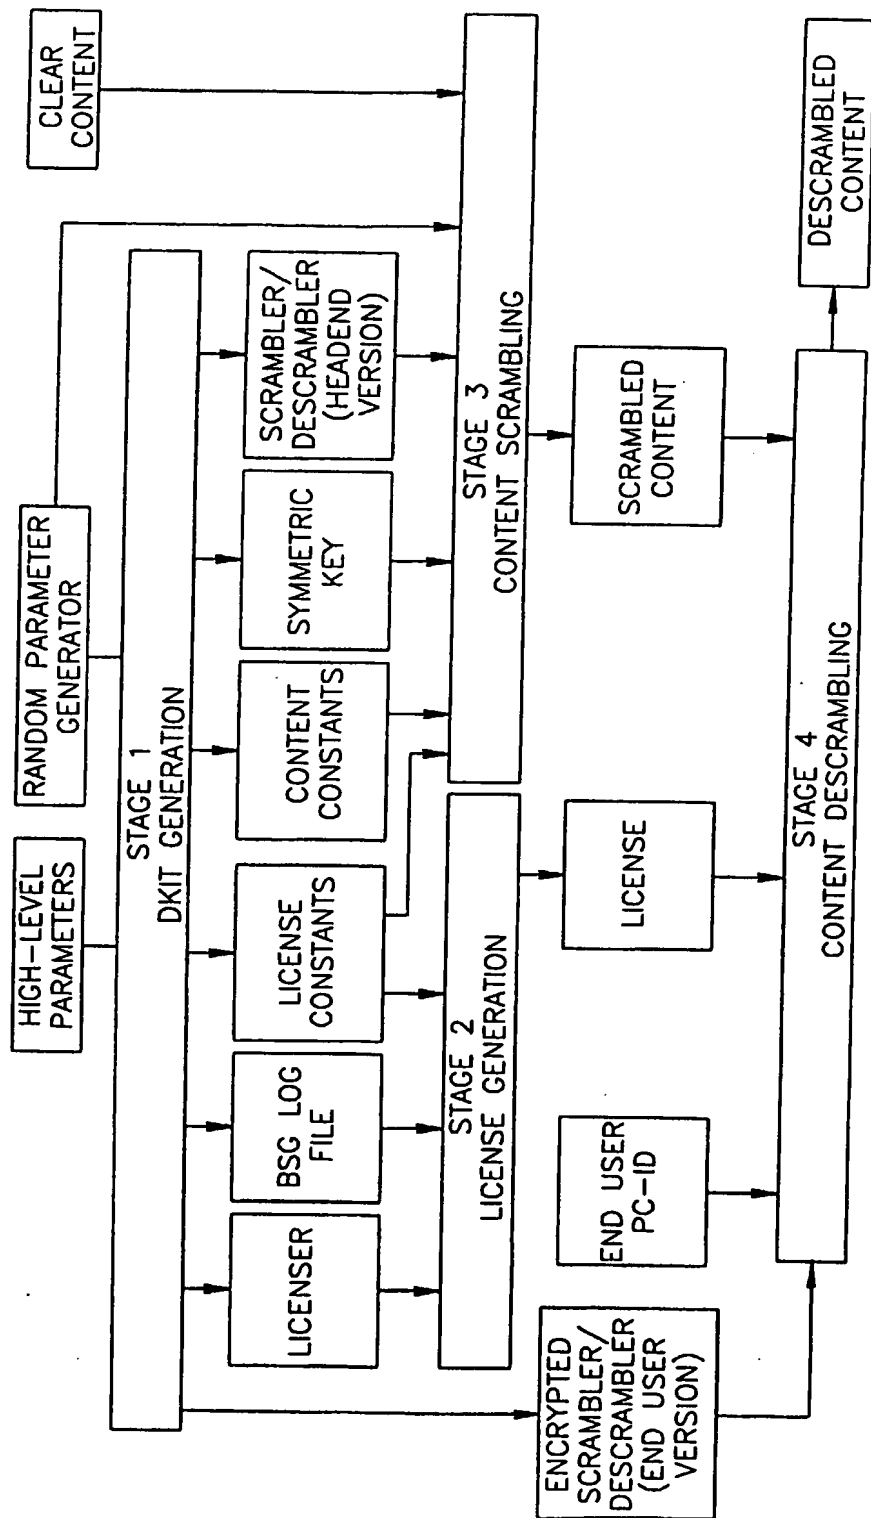 HIGH-LEVEL
PARAMETERS
RANDOM PARAMETER
GENERATOR
CLEAR
CONTENT
STAGE 1
DKIT GENERATION
LICENSER
BSG LOG
FILE
LICENSE
CONSTANTS
CONTENT
CONSTANTS
SYMMETRIC
KEY
SCRAMBLER/
DESCRAMBLER
(HEADEND
VERSION)
STAGE 2
LICENSE GENERATION
STAGE 3
CONTENT SCRAMBLING
ENCRYPTED
SCRAMBLER/
DESCRAMBLER
(END USER
VERSION)
END USER
PC-ID
LICENSE
SCRAMBLED
CONTENT
STAGE 4
CONTENT DESCRAMBLING
DESCRAMBLED
CONTENT